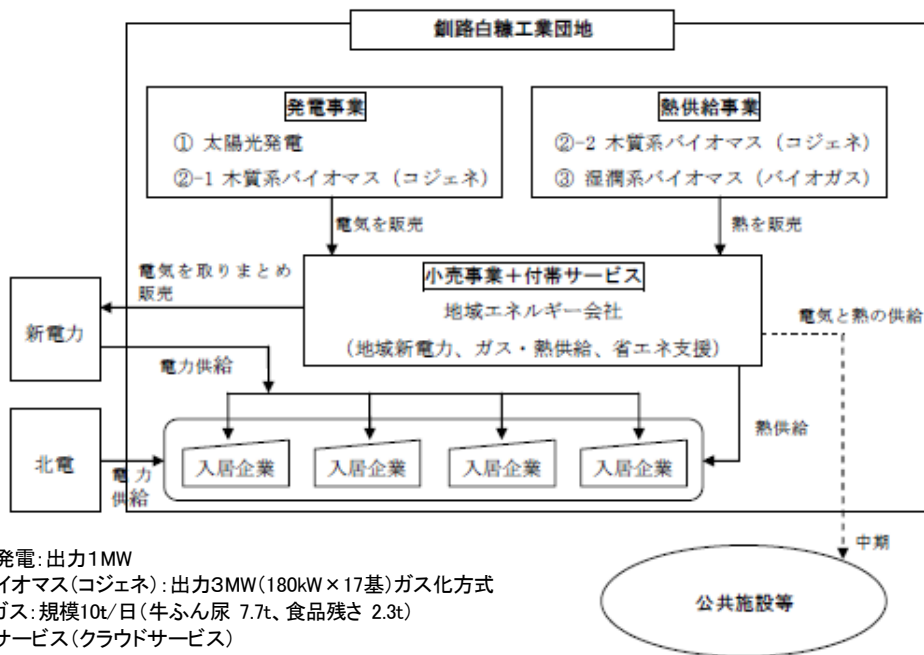 釧路白糠工業団地
発電事業
① 太陽光発電
②-1 木質系バイオマス（コジェネ）
熱供給事業
②-2 木質系バイオマス（コジェネ）
③ 湿潤系バイオマス（バイオガス）
電気を販売
熱を販売
電気を取りまとめ
販売
小売事業＋付帯サービス
地域エネルギー会社
(地域新電力、ガス・熱供給、省エネ支援)
電気と熱の供給
新電力
電力供給
熱供給
北電
電力
供給
入居企業
入居企業
入居企業
入居企業
中期
公共施設等
発電：出力1MW
イオマス(コジェネ)：出力3MW(180kW×17基)ガス化方式
ガス：規模10t/日(牛ふん尿 7.7t、食品残さ 2.3t)
サービス(クラウドサービス)